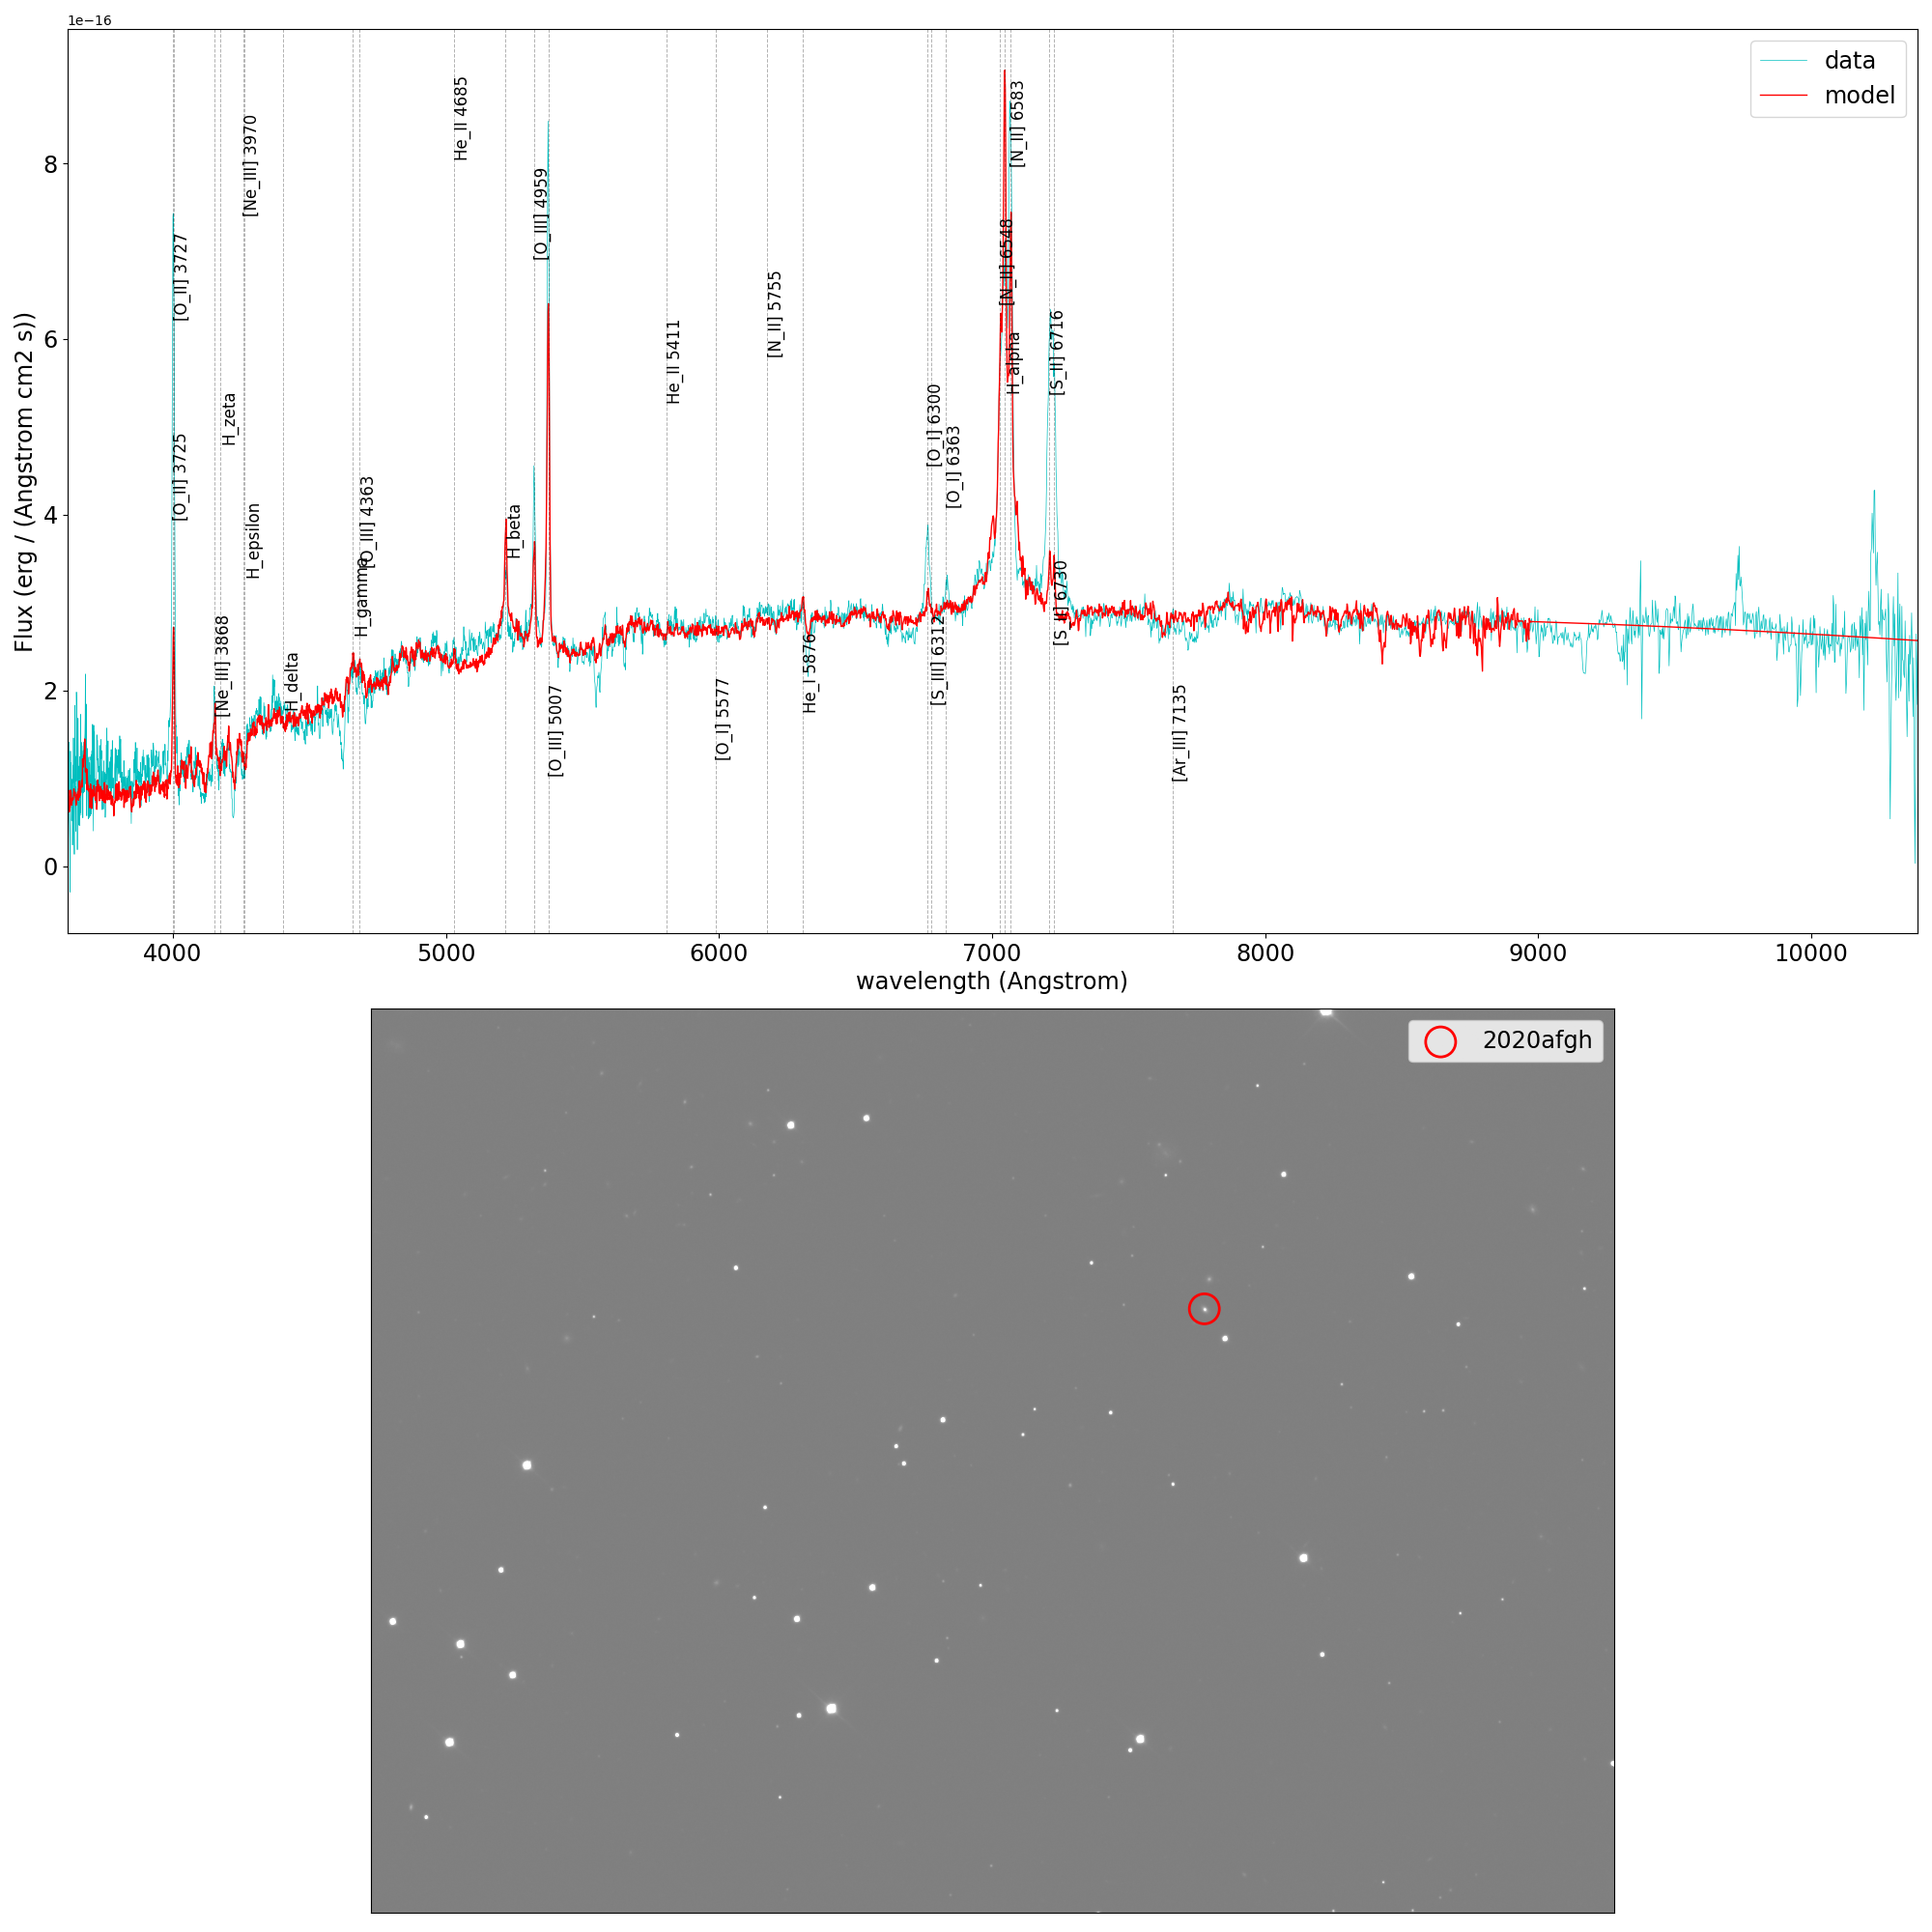 1e−16
data
model
Flux (erg / (Angstrom cm2 s))
8
6
4
2
0
[O_II] 3725
[O_II] 3727
[Ne_III] 3868
H_zeta
[Ne_III] 3970
H_epsilon
H_delta
H_gamma
[O_III] 4363
He_II 4685
H_beta
[O_III] 4959
[O_III] 5007
He_II 5411
[O_I] 5577
[N_II] 5755
He_I 5876
[O_I] 6300
[S_III] 6312
[O_I] 6363
[N_II] 6548
H_alpha
[N_II] 6583
[S_II] 6716
[S_II] 6730
[Ar_III] 7135
4000 5000 6000 7000 8000 9000 10000
wavelength (Angstrom)
2020afgh